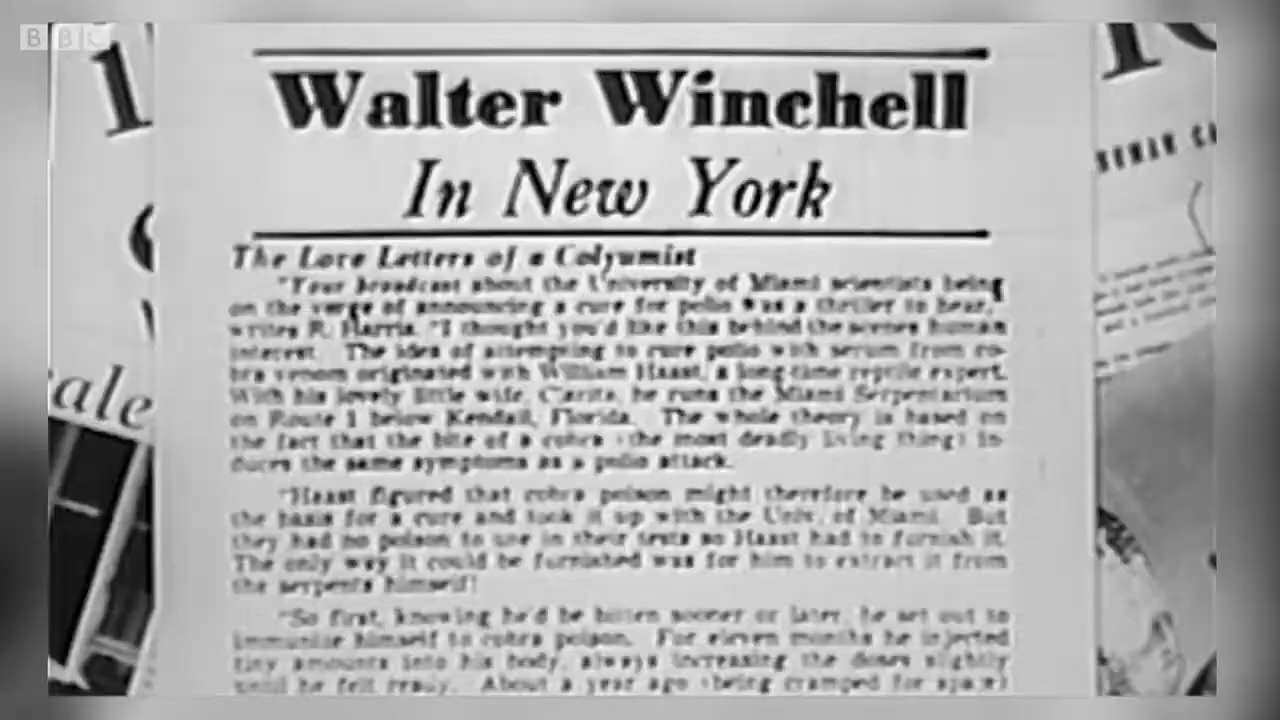 BBC
Walter Winchell
In New York
The Love Letters of a Colyumist
"Your broadcast about the University of Miami scientists being
on the verge of announcing a cure for polio was a thriller to hear,"
writes R. Harris. "I thought you'd like this behind the scenes human
interest. The idea of attempting to cure polio with serum from co-
bra venom originated with William Haast, a long-time reptile expert.
With his lovely little wife, Clarita, he runs the Miami Serpentarium
on Route 1 below Kendall, Florida. The whole theory is based on
the fact that the bite of a cobra (the most deadly living thing) in-
duces the same symptoms as a polio attack.
"Haast figured that cobra poison might therefore be used as
the basis for a cure and took it up with the Univ. of Miami. But
they had no poison to use in their tests so Haast had to furnish it.
The only way it could be furnished was for him to extract it from
the serpents himself!
"So first, knowing he'd be bitten sooner or later, he set out to
immunize himself to cobra poison. For eleven months he injected
tiny amounts into his body, always increasing the doses slightly
until he felt ready. About a year ago (being cramped for space)
ale